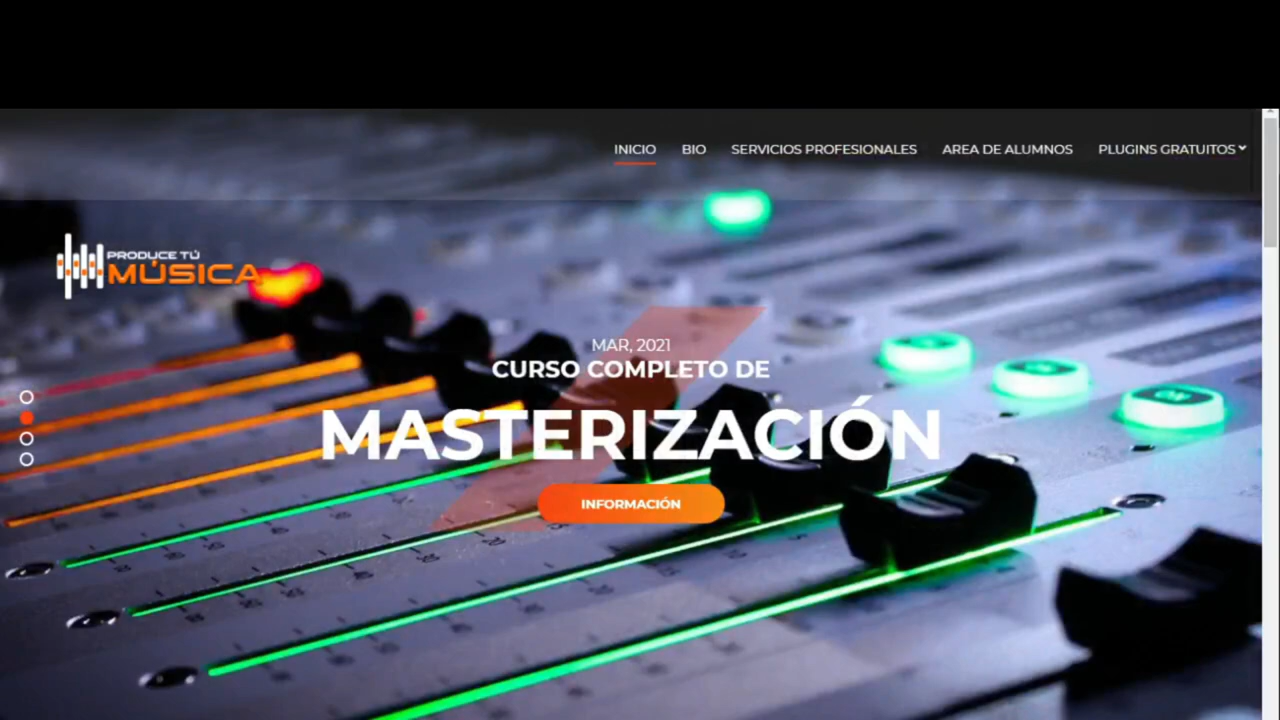 INICIO BIO SERVICIOS PROFESIONALES AREA DE ALUMNOS PLUGINS GRATUITOS
PRODUCE TÚ
MÚSICA
MAR, 2021
CURSO COMPLETO DE
MASTERIZACIÓN
INFORMACIÓN